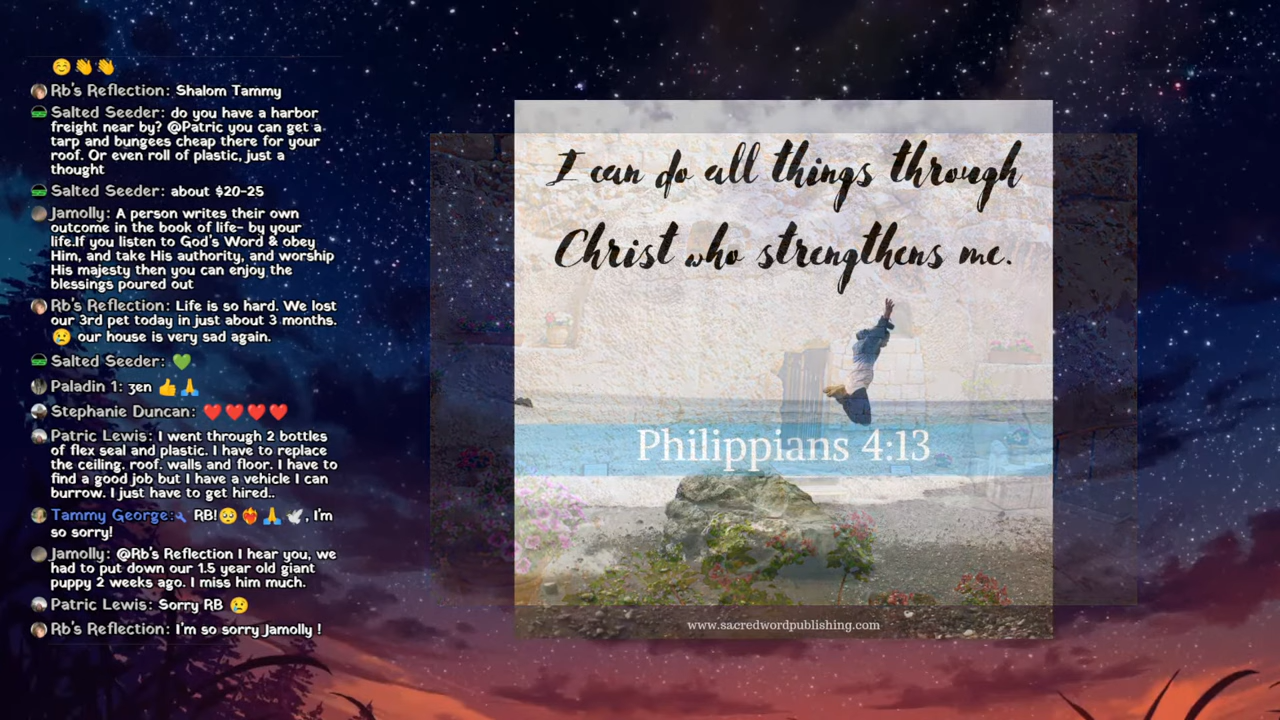 ☺️👏👏
Rb's Reflection: Shalom Tammy
Salted Seeder: do you have a harbor
freight near by? @Patric you can get a
tarp and bungees cheap there for your
roof. Or even roll of plastic, just a
thought
Salted Seeder: about $20-25
Jamolly: A person writes their own
outcome in the book of life- by your
life.If you listen to God's Word & obey
Him, and take His authority, and worship
His majesty then you can enjoy the
blessings poured out
Rb's Reflection: Life is so hard. We lost
our 3rd pet today in just about 3 months.
😢 our house is very sad again.
Salted Seeder: 💚
Paladin 1: ʒen 👍🙏
Stephanie Duncan: ❤️❤️❤️❤️
Patric Lewis: I went through 2 bottles
of flex seal and plastic. I have to replace
the ceiling. roof. walls and floor. I have to
find a good job but I have a vehicle I can
burrow. I just have to get hired..
Tammy George:🔧 RB!🥺❤️‍🔥🙏🕊️, I'm
so sorry!
Jamolly: @Rb's Reflection I hear you, we
had to put down our 1.5 year old giant
puppy 2 weeks ago. I miss him much.
Patric Lewis: Sorry RB 😢
Rb's Reflection: I'm so sorry Jamolly !
I can do all things through
Christ who strengthens me.
Philippians 4:13
www.sacredwordpublishing.com